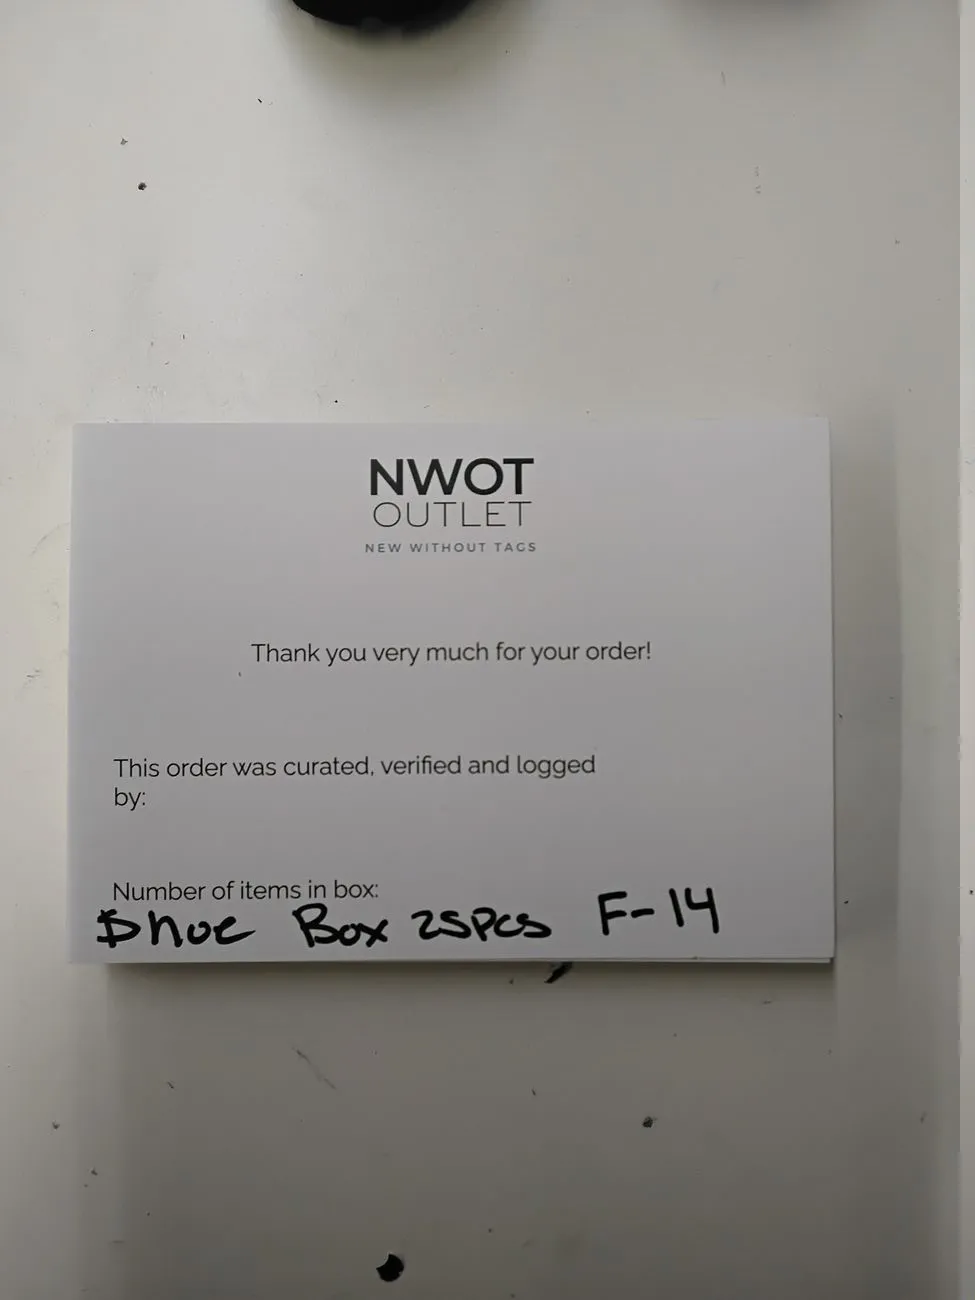 NWOT
OUTLET
NEW WITHOUT TAGS
Thank you very much for your order!
This order was curated, verified and logged
by:
Number of items in box:
Shoe Box 25Pcs F-14